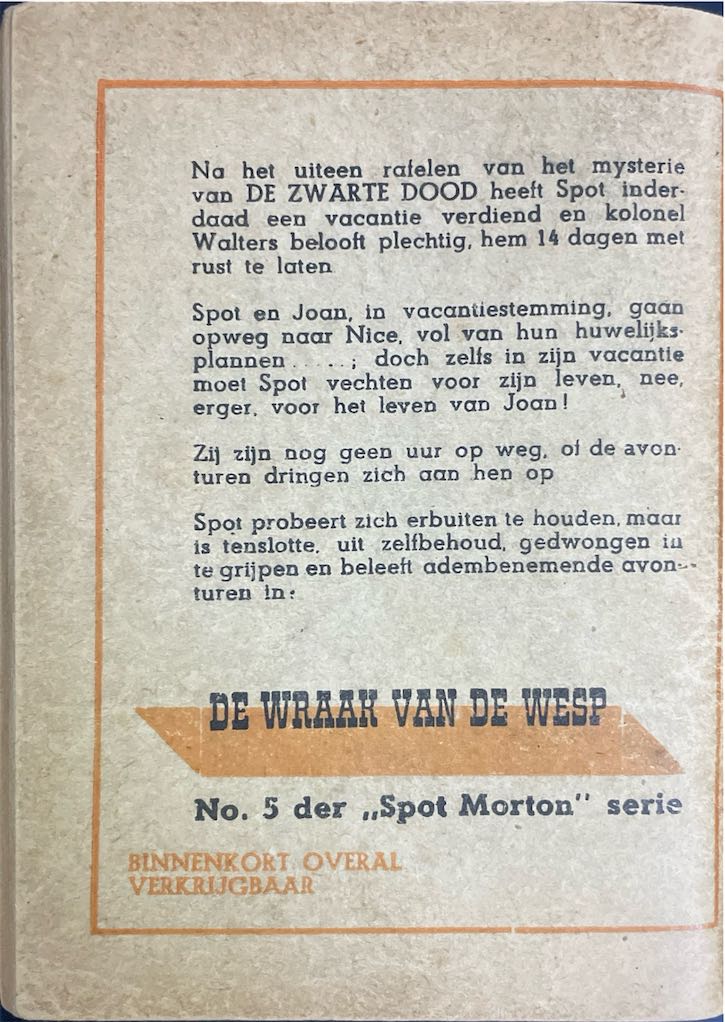 Na het uiteen rafelen van het mysterie
van DE ZWARTE DOOD heeft Spot inder-
daad een vacantie verdiend en kolonel
Walters belooft plechtig, hem 14 dagen met
rust te laten
Spot en Joan, in vacantiestemming, gaan
opweg naar Nice, vol van hun huwelijks-
plannen . . . . . ; doch zelfs in zijn vacantie
moet Spot vechten voor zijn leven, nee,
erger, voor het leven van Joan!
Zij zijn nog geen uur op weg, of de avon-
turen dringen zich aan hen op
Spot probeert zich erbuiten te houden, maar
is tenslotte, uit zelfbehoud, gedwongen in
te grijpen en beleeft adembenemende avon-
turen in:
DE WRAAK VAN DE WESP
No. 5 der „Spot Morton" serie
BINNENKORT OVERAL
VERKRIJGBAAR